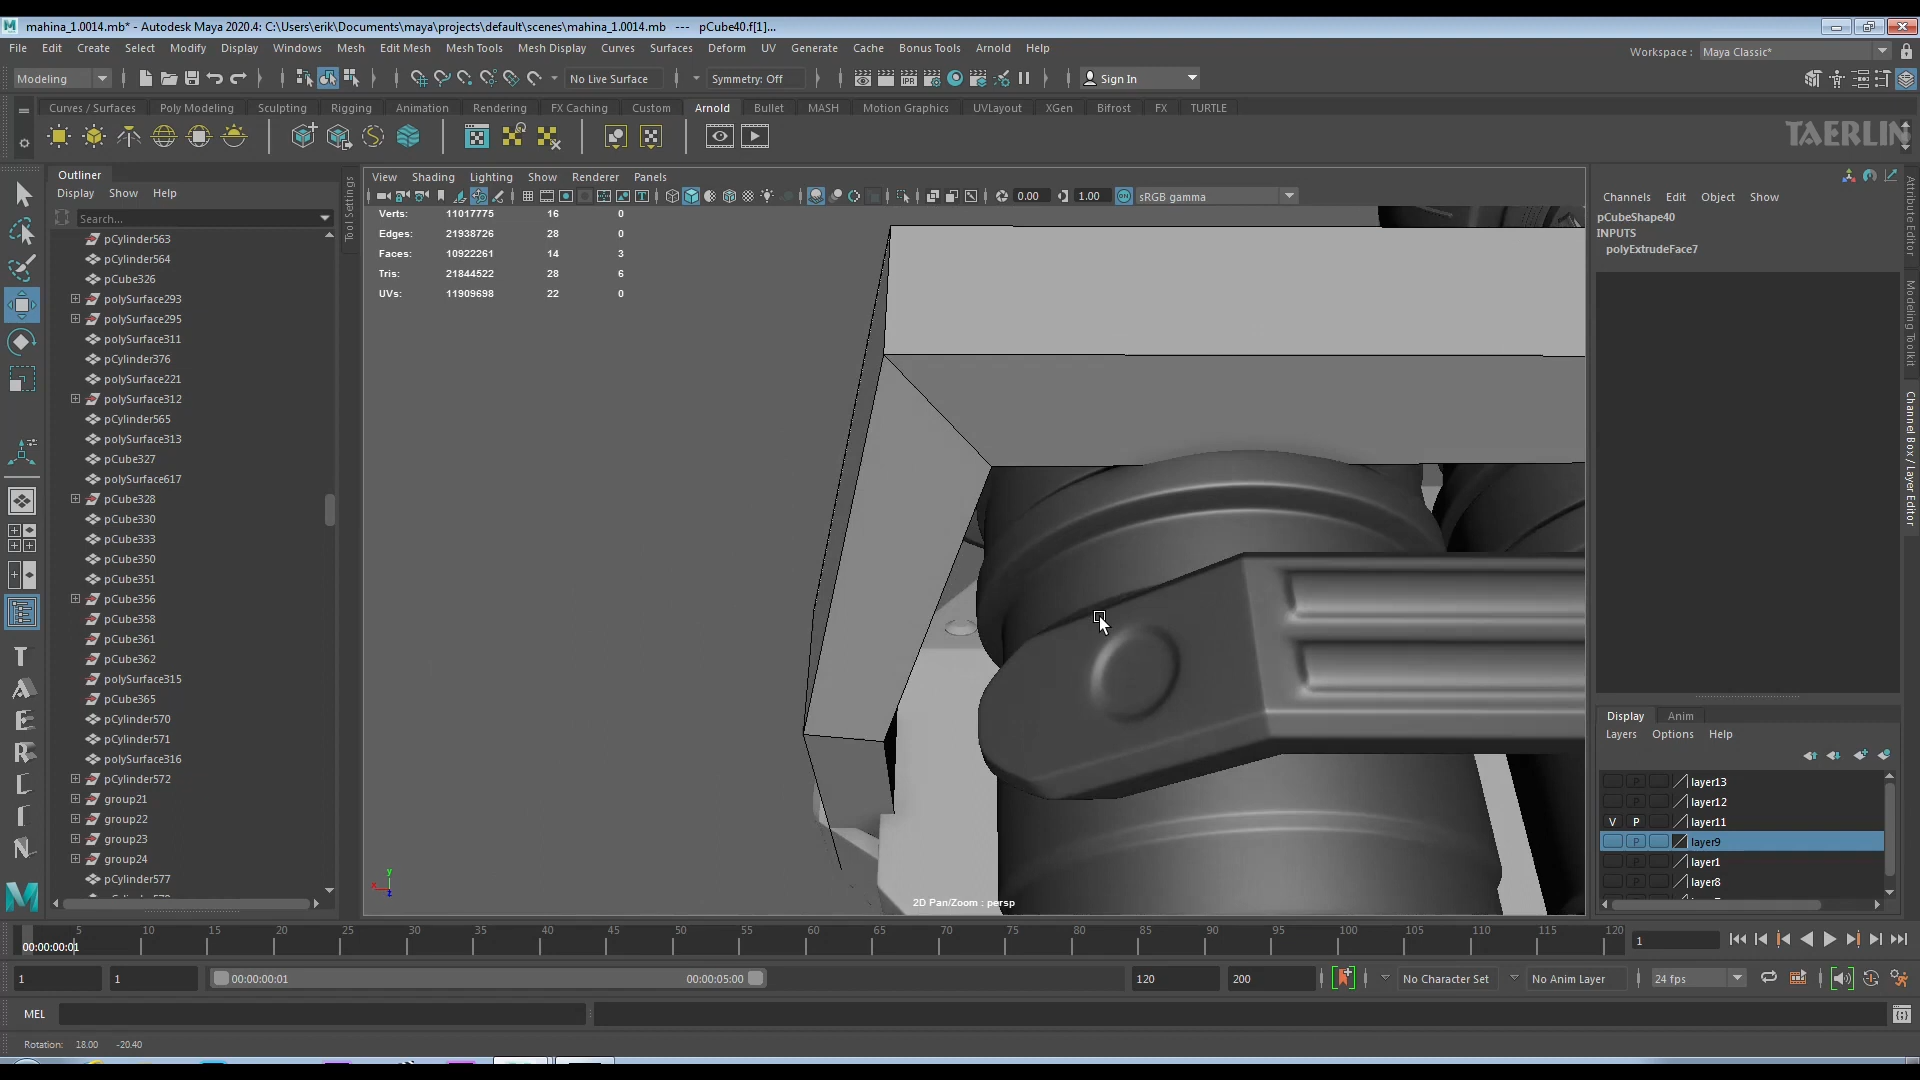 mahina_1.0014.mb* - Autodesk Maya 2020.4: C:\Users\erik\Documents\maya\projects\default\scenes\mahina_1.0014.mb --- pCube40.f[1]...
File Edit Create Select Modify Display Windows Mesh Edit Mesh Mesh Tools Mesh Display Curves Surfaces Deform UV Generate Cache Bonus Tools Arnold Help
Workspace : Maya Classic*
Modeling No Live Surface Symmetry: Off Sign In
Curves / Surfaces Poly Modeling Sculpting Rigging Animation Rendering FX Caching Custom Arnold Bullet MASH Motion Graphics UVLayout XGen Bifrost FX TURTLE
TAERLIN
Outliner
Display Show Help
Search...
pCylinder563
pCylinder564
pCube326
polySurface293
polySurface295
polySurface311
pCylinder376
polySurface221
polySurface312
pCylinder565
polySurface313
pCube327
polySurface617
pCube328
pCube330
pCube333
pCube350
pCube351
pCube356
pCube358
pCube361
pCube362
polySurface315
pCube365
pCylinder570
pCylinder571
polySurface316
pCylinder572
group21
group22
group23
group24
pCylinder577
Tool Settings
View Shading Lighting Show Renderer Panels
0.00 1.00 sRGB gamma
Verts: 11017775 16 0
Edges: 21938726 28 0
Faces: 10922261 14 3
Tris: 21844522 28 6
UVs: 11909698 22 0
y
x
z
2D Pan/Zoom : persp
Channels Edit Object Show
pCubeShape40
INPUTS
polyExtrudeFace7
Attribute Editor
Modeling Toolkit
Channel Box / Layer Editor
Display Anim
Layers Options Help
layer13
layer12
V P layer11
layer9
layer1
layer8
5 10 15 20 25 30 35 40 45 50 55 60 65 70 75 80 85 90 95 100 105 110 115 120
00:00:00:01
1
1 1 00:00:00:01 00:00:05:00 120 200 No Character Set No Anim Layer 24 fps
MEL
Rotation: 18.00 -20.40